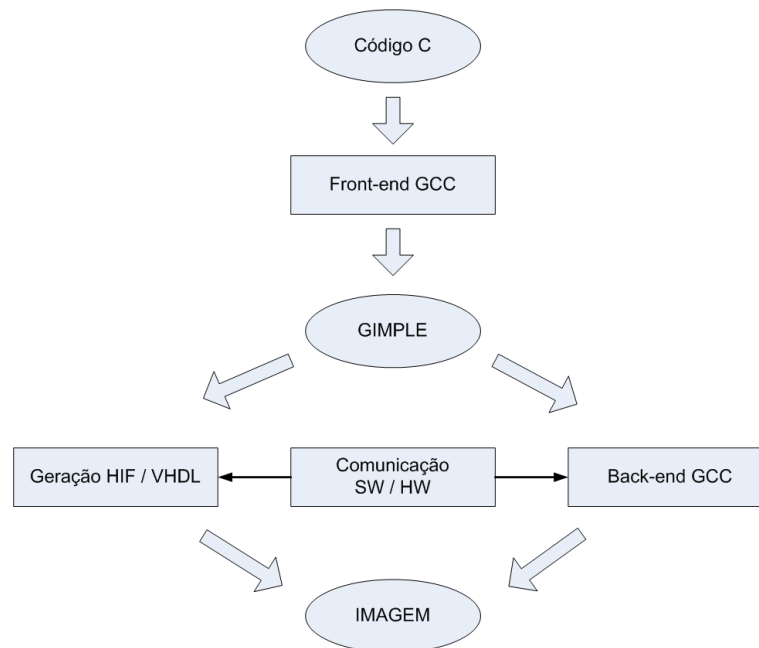 Código C
Front-end GCC
GIMPLE
Geração HIF / VHDL
Comunicação
SW / HW
Back-end GCC
IMAGEM